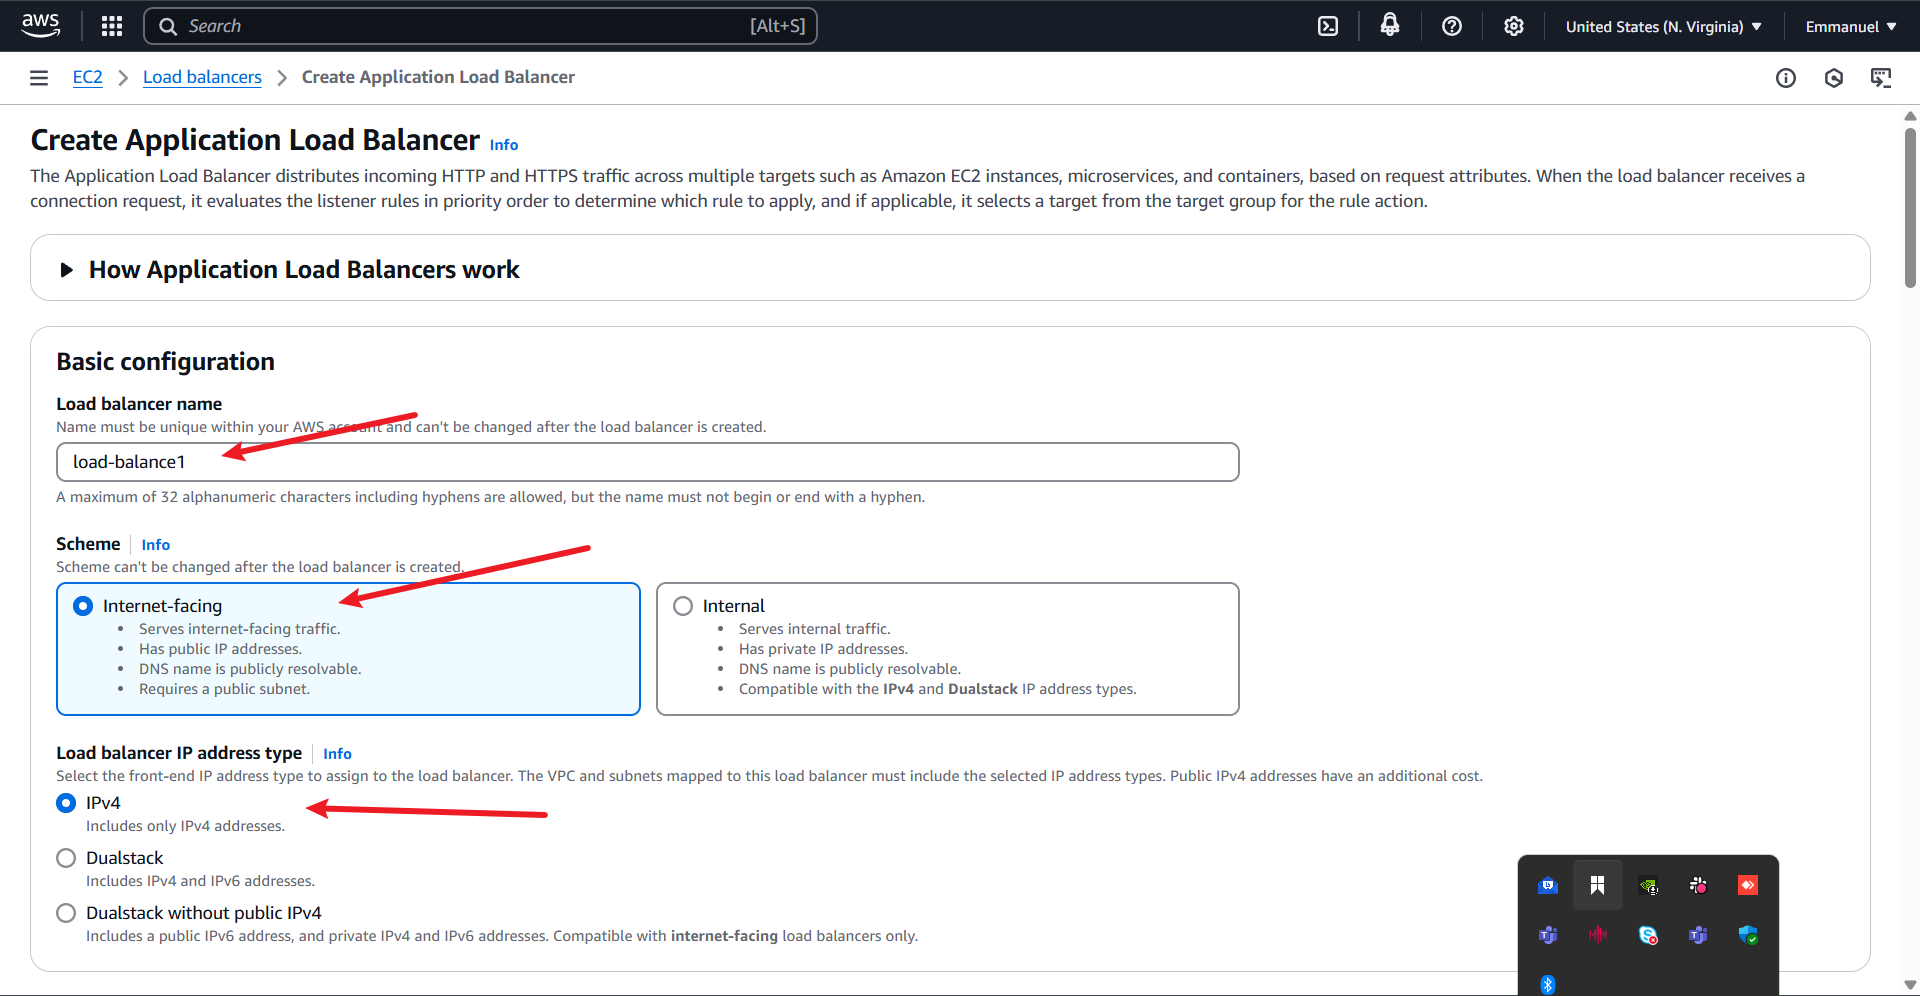 aws
Search
[Alt+S]
United States (N. Virginia)
Emmanuel
EC2
Load balancers
Create Application Load Balancer
Create Application Load Balancer
Info
The Application Load Balancer distributes incoming HTTP and HTTPS traffic across multiple targets such as Amazon EC2 instances, microservices, and containers, based on request attributes. When the load balancer receives a
connection request, it evaluates the listener rules in priority order to determine which rule to apply, and if applicable, it selects a target from the target group for the rule action.
How Application Load Balancers work
Basic configuration
Load balancer name
Name must be unique within your AWS account and can't be changed after the load balancer is created.
load-balance1
A maximum of 32 alphanumeric characters including hyphens are allowed, but the name must not begin or end with a hyphen.
Scheme
Info
Scheme can't be changed after the load balancer is created.
Internet-facing
Serves internet-facing traffic.
Has public IP addresses.
DNS name is publicly resolvable.
Requires a public subnet.
Internal
Serves internal traffic.
Has private IP addresses.
DNS name is publicly resolvable.
Compatible with the IPv4 and Dualstack IP address types.
Load balancer IP address type
Info
Select the front-end IP address type to assign to the load balancer. The VPC and subnets mapped to this load balancer must include the selected IP address types. Public IPv4 addresses have an additional cost.
IPv4
Includes only IPv4 addresses.
Dualstack
Includes IPv4 and IPv6 addresses.
Dualstack without public IPv4
Includes a public IPv6 address, and private IPv4 and IPv6 addresses. Compatible with internet-facing load balancers only.